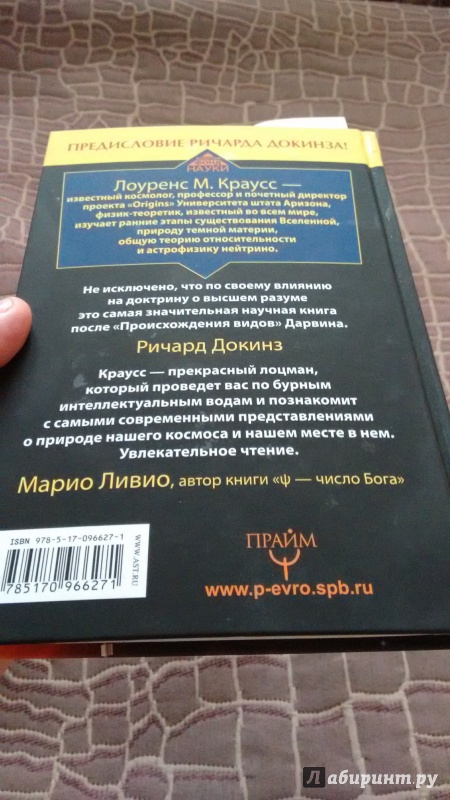 ПРЕДИСЛОВИЕ РИЧАРДА ДОКИНЗА!
НАУКИ
Лоуренс М. Краусс —
известный космолог, профессор и почетный директор
проекта «Origins» Университета штата Аризона,
физик-теоретик, известный во всем мире,
изучает ранние этапы существования Вселенной,
природу темной материи,
общую теорию относительности
и астрофизику нейтрино.
Не исключено, что по своему влиянию
на доктрину о высшем разуме
это самая значительная научная книга
после «Происхождения видов» Дарвина.
Ричард Докинз
Краусс — прекрасный лоцман,
который проведет вас по бурным
интеллектуальным водам и познакомит
с самыми современными представлениями
о природе нашего космоса и нашем месте в нем.
Увлекательное чтение.
Марио Ливио, автор книги «ψ — число Бога»
ISBN 978-5-17-096627-1
785170 966271
WWW.AST.RU
ПРАЙМ
www.p-evro.spb.ru
Лабиринт.ру